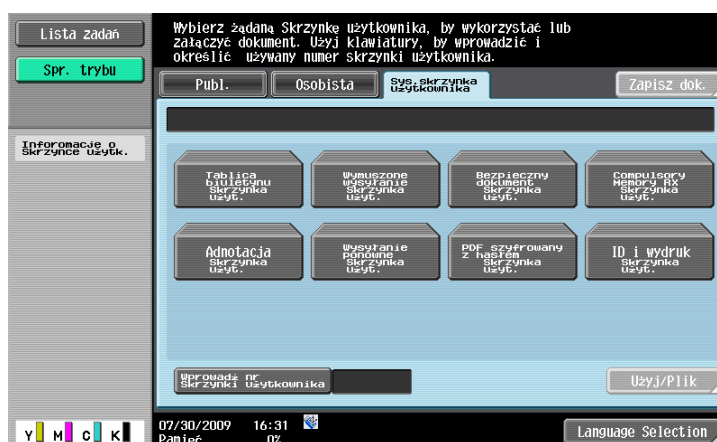 Lista zadań
Spr. trybu
Inforomacje o
Skrzynce użytk.
Wybierz żądaną Skrzynkę użytkownika, by wykorzystać lub
załączyć dokument. Użyj klawiatury, by wprowadzić i
określić używany numer skrzynki użytkownika.
Publ.
Osobista
Sys.skrzynka
użytkownika
Zapisz dok.
Tablica
biuletynu
Skrzynka
użyt.
Wymuszone
wysyłanie
Skrzynka
użyt.
Bezpieczny
dokument
Skrzynka
użyt.
Compulsory
Memory RX
Skrzynka
użyt.
Adnotacja
Skrzynka
użyt.
Wysyłanie
ponowne
Skrzynka
użyt.
PDF szyfrowany
z hasłem
Skrzynka
użyt.
ID i wydruk
Skrzynka
użyt.
Wprowadź nr
Skrzynki użytkownika
Użyj/Plik
Y M C K
07/30/2009 16:31
Pamięć 0%
Language Selection